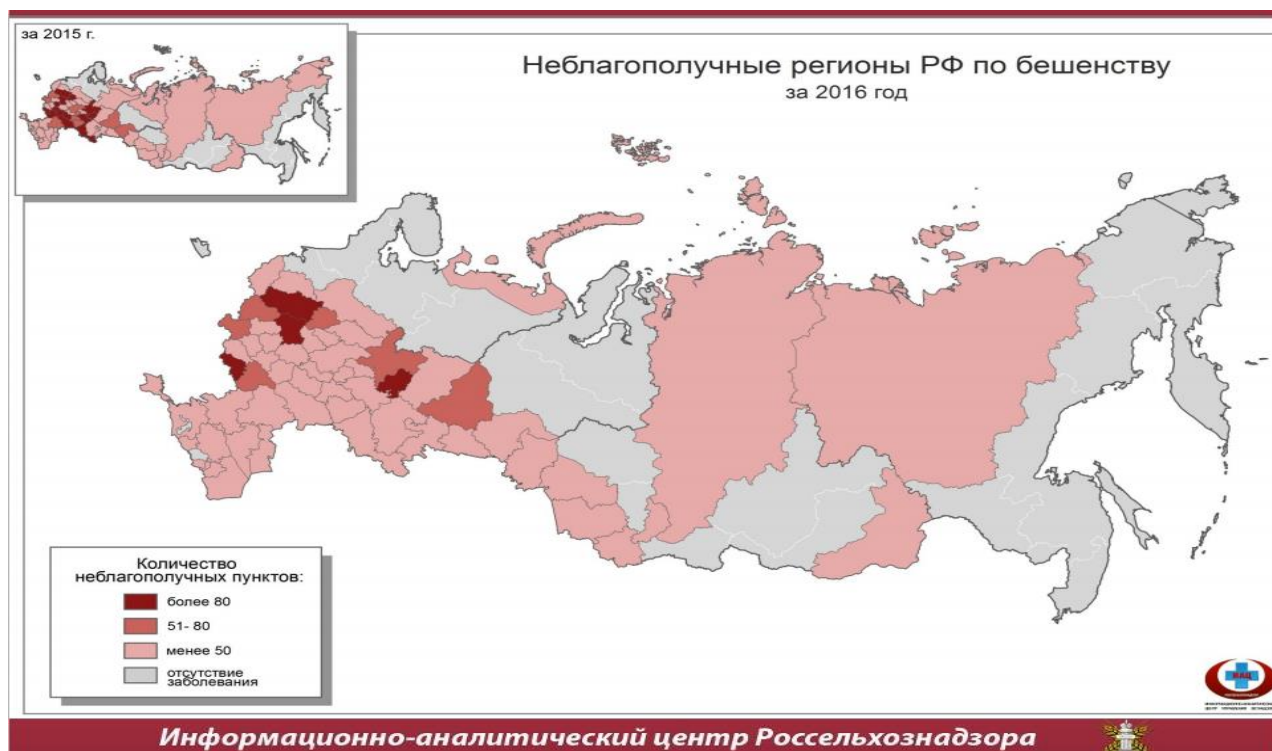 за 2015 г.
Неблагополучные регионы РФ по бешенству
за 2016 год
Количество
неблагополучных пунктов:
более 80
51- 80
менее 50
отсутствие
заболевания
ИАЦ
Информационно-аналитический центр Россельхознадзора